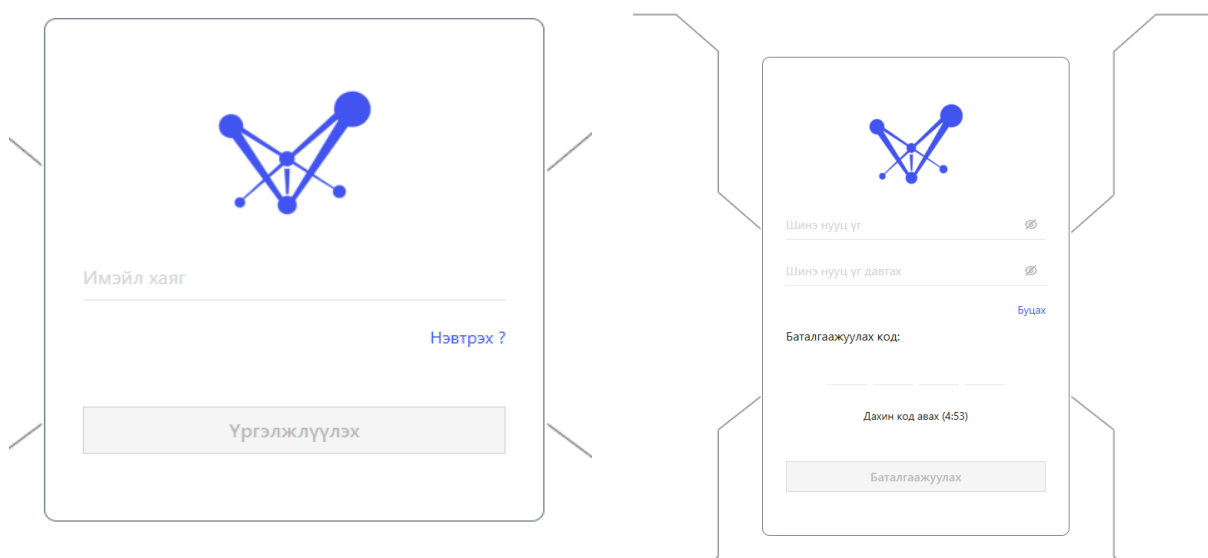 Имэйл хаяг
Нэвтрэх ?
Үргэлжлүүлэх
Шинэ нууц үг
Шинэ нууц үг давтах
Буцах
Баталгаажуулах код:
Дахин код авах (4:53)
Баталгаажуулах